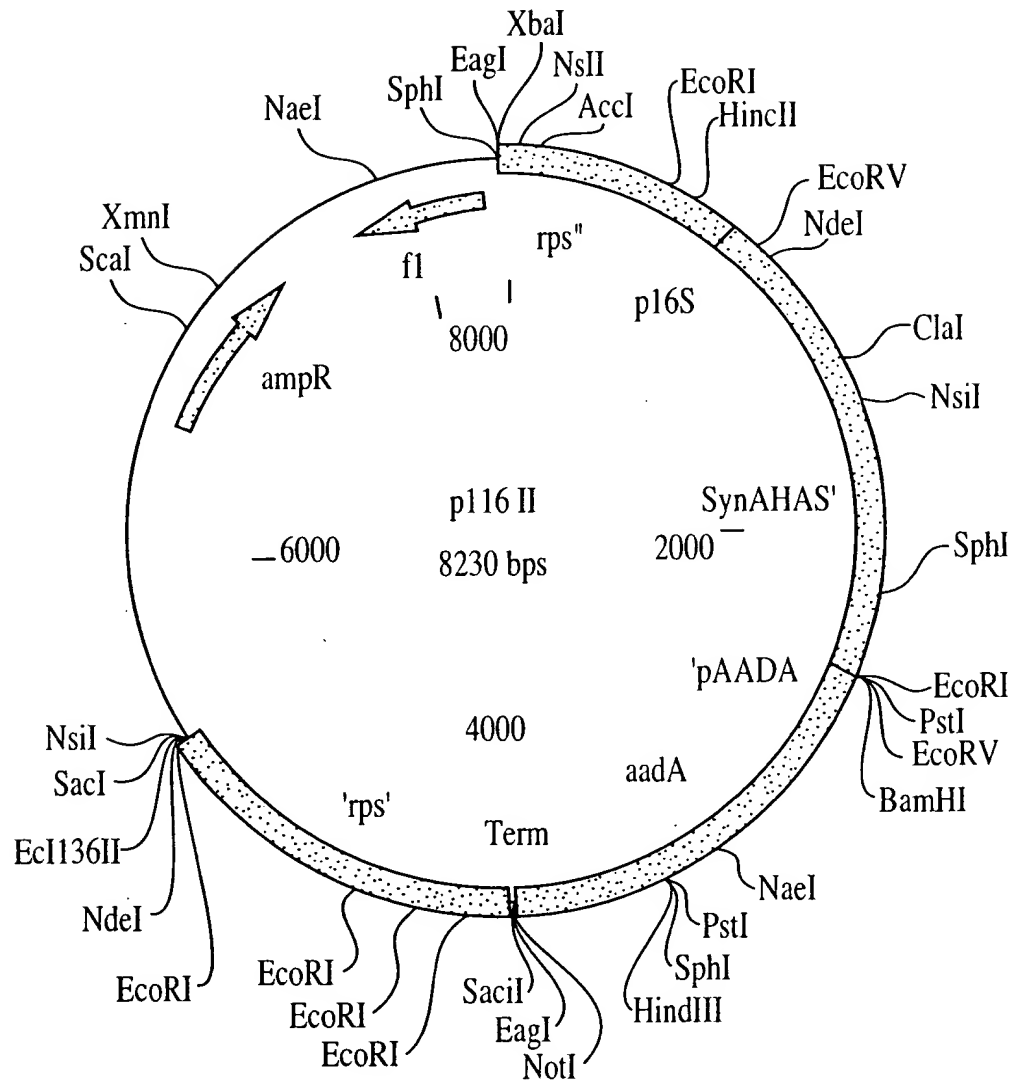 XbaI
EagI
NsII
SphI
AccI
EcoRI
HincII
NaeI
EcoRV
NdeI
XmnI
ScaI
f1
rps"
p16S
8000
ClaI
ampR
NsiI
p116 II
8230 bps
SynAHAS'
2000
6000
SphI
'pAADA
EcoRI
PstI
EcoRV
BamHI
4000
aadA
NsiI
SacI
EcI136II
NdeI
EcoRI
'rps'
Term
NaeI
PstI
SphI
HindIII
EcoRI
EcoRI
EcoRI
SaciI
EagI
NotI